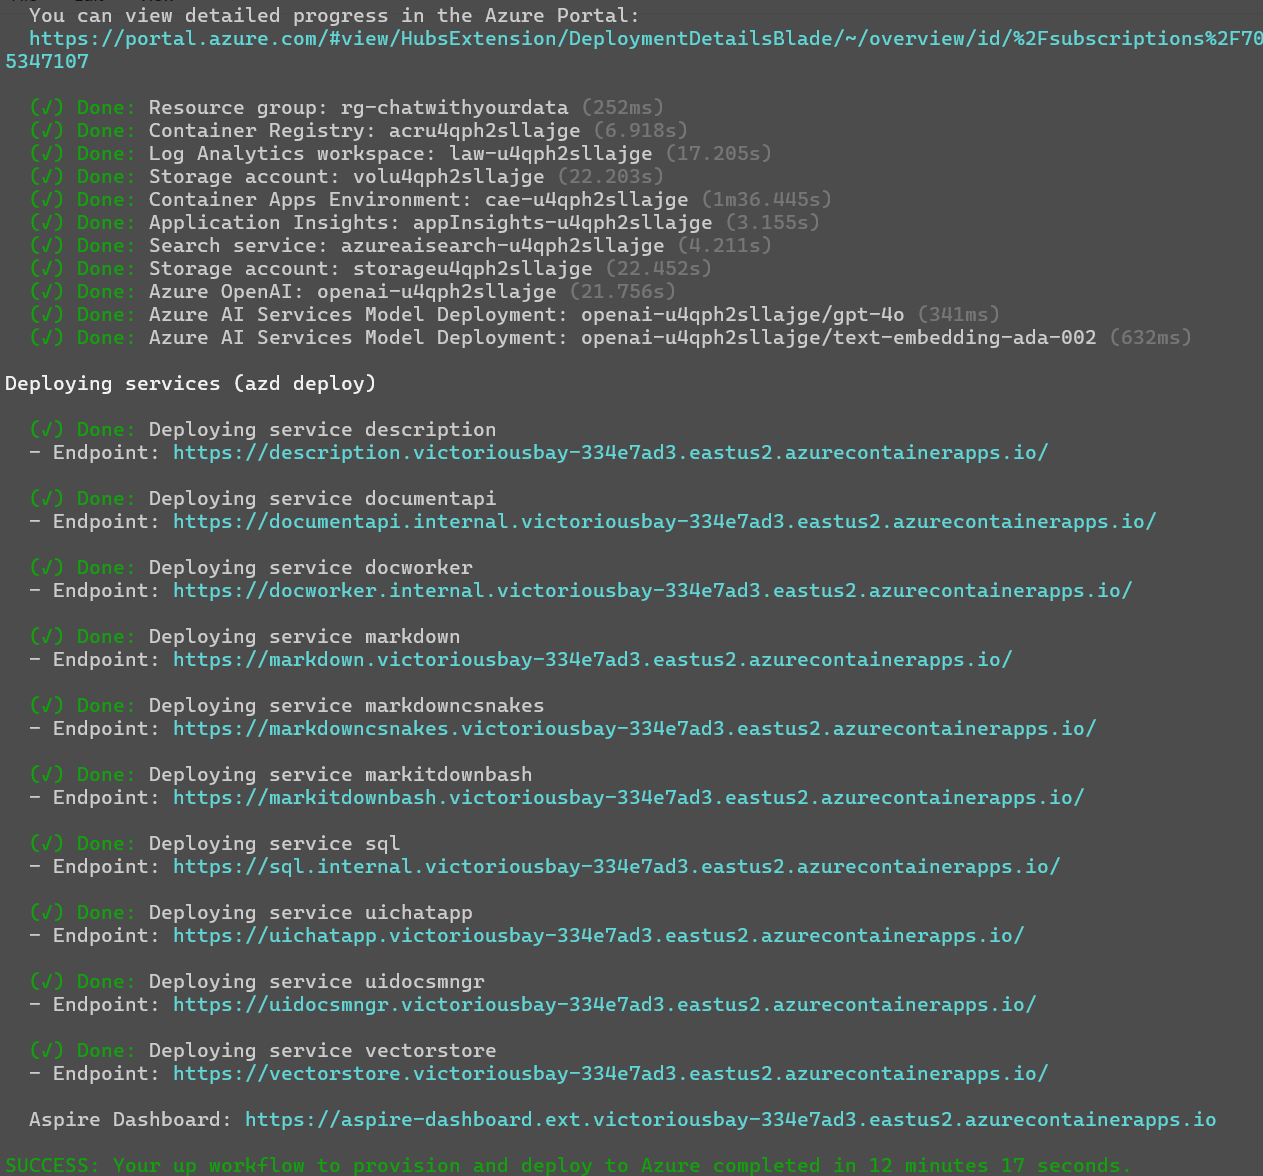 You can view detailed progress in the Azure Portal:
https://portal.azure.com/#view/HubsExtension/DeploymentDetailsBlade/~/overview/id/%2Fsubscriptions%2F70
5347107
(✓) Done: Resource group: rg-chatwithyourdata (252ms)
(✓) Done: Container Registry: acru4qph2sllajge (6.918s)
(✓) Done: Log Analytics workspace: law-u4qph2sllajge (17.205s)
(✓) Done: Storage account: volu4qph2sllajge (22.203s)
(✓) Done: Container Apps Environment: cae-u4qph2sllajge (1m36.445s)
(✓) Done: Application Insights: appInsights-u4qph2sllajge (3.155s)
(✓) Done: Search service: azureaisearch-u4qph2sllajge (4.211s)
(✓) Done: Storage account: storageu4qph2sllajge (22.452s)
(✓) Done: Azure OpenAI: openai-u4qph2sllajge (21.756s)
(✓) Done: Azure AI Services Model Deployment: openai-u4qph2sllajge/gpt-4o (341ms)
(✓) Done: Azure AI Services Model Deployment: openai-u4qph2sllajge/text-embedding-ada-002 (632ms)
Deploying services (azd deploy)
(✓) Done: Deploying service description
- Endpoint: https://description.victoriousbay-334e7ad3.eastus2.azurecontainerapps.io/
(✓) Done: Deploying service documentapi
- Endpoint: https://documentapi.internal.victoriousbay-334e7ad3.eastus2.azurecontainerapps.io/
(✓) Done: Deploying service docworker
- Endpoint: https://docworker.internal.victoriousbay-334e7ad3.eastus2.azurecontainerapps.io/
(✓) Done: Deploying service markdown
- Endpoint: https://markdown.victoriousbay-334e7ad3.eastus2.azurecontainerapps.io/
(✓) Done: Deploying service markdowncsnakes
- Endpoint: https://markdowncsnakes.victoriousbay-334e7ad3.eastus2.azurecontainerapps.io/
(✓) Done: Deploying service markitdownbash
- Endpoint: https://markitdownbash.victoriousbay-334e7ad3.eastus2.azurecontainerapps.io/
(✓) Done: Deploying service sql
- Endpoint: https://sql.internal.victoriousbay-334e7ad3.eastus2.azurecontainerapps.io/
(✓) Done: Deploying service uichatapp
- Endpoint: https://uichatapp.victoriousbay-334e7ad3.eastus2.azurecontainerapps.io/
(✓) Done: Deploying service uidocsmngr
- Endpoint: https://uidocsmngr.victoriousbay-334e7ad3.eastus2.azurecontainerapps.io/
(✓) Done: Deploying service vectorstore
- Endpoint: https://vectorstore.victoriousbay-334e7ad3.eastus2.azurecontainerapps.io/
Aspire Dashboard: https://aspire-dashboard.ext.victoriousbay-334e7ad3.eastus2.azurecontainerapps.io
SUCCESS: Your up workflow to provision and deploy to Azure completed in 12 minutes 17 seconds.